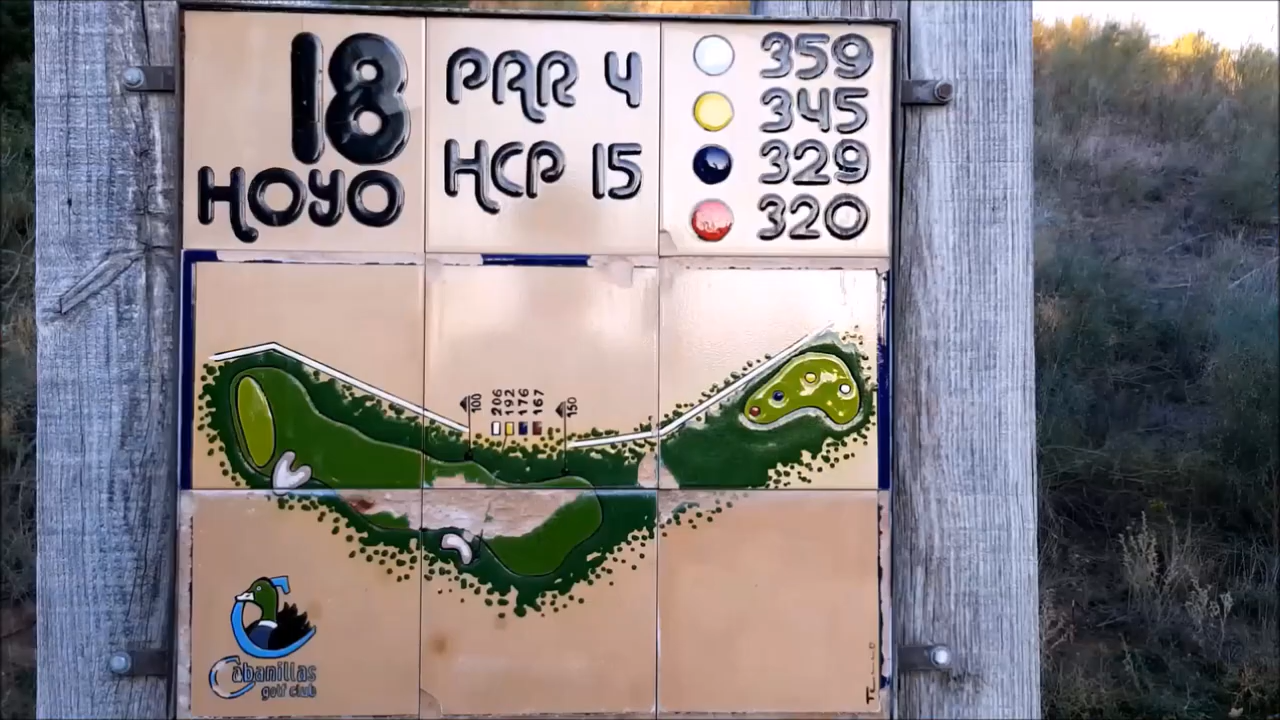 18
HOYO
PAR 4
HCP 15
359
345
329
320
100
206
192
176
167
150
Cabanillas
golf club
TELLO